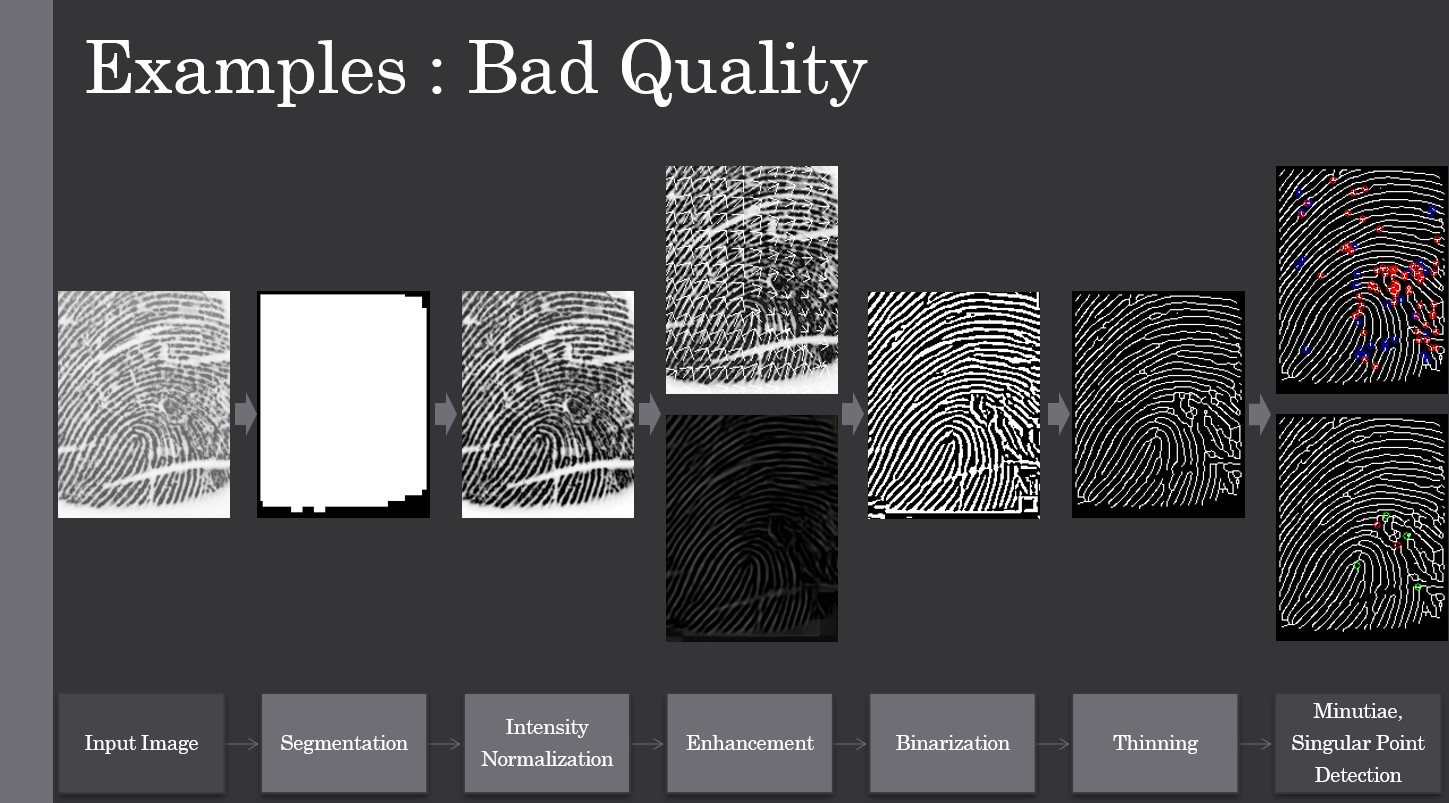 Examples : Bad Quality
Input Image
Segmentation
Intensity
Normalization
Enhancement
Binarization
Thinning
Minutiae,
Singular Point
Detection